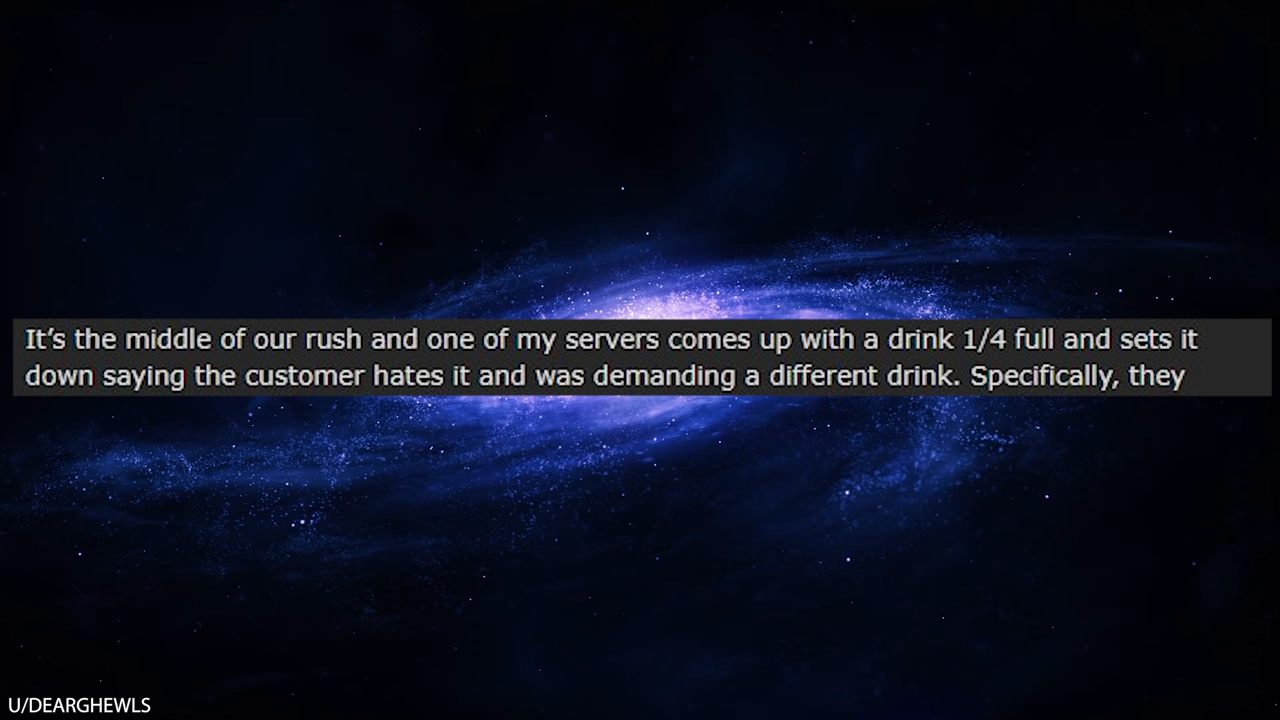 It’s the middle of our rush and one of my servers comes up with a drink 1/4 full and sets it
down saying the customer hates it and was demanding a different drink. Specifically, they
U/DEARGHEWLS